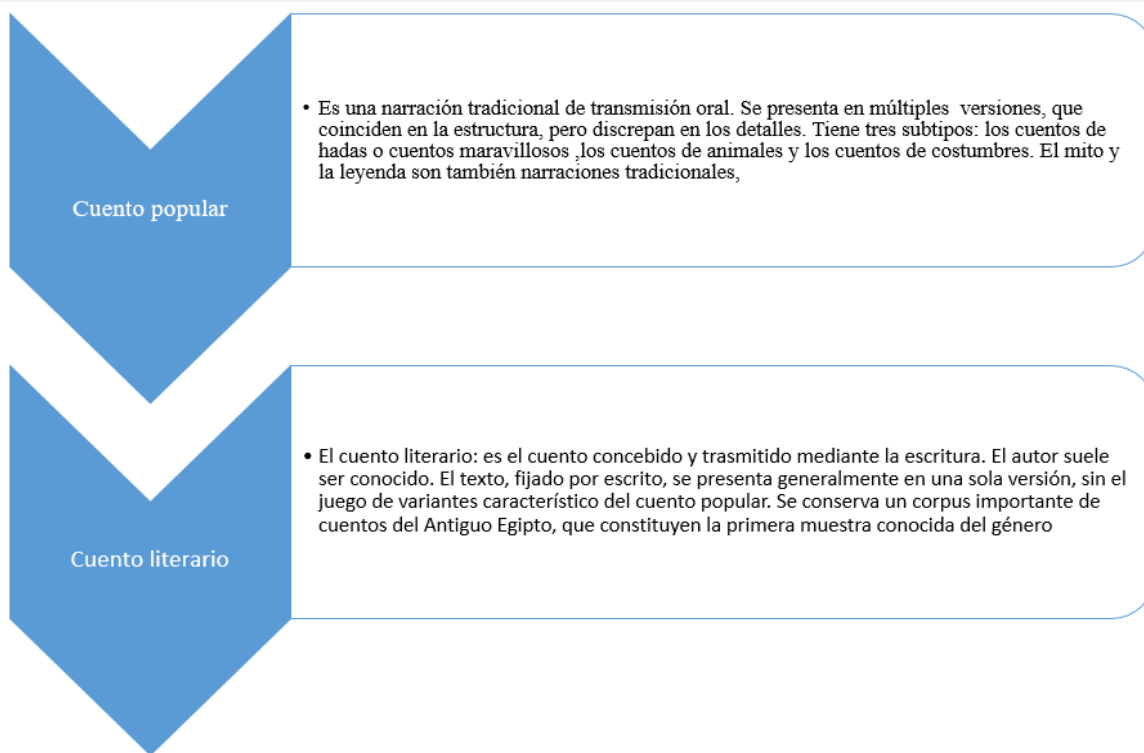 Cuento popular
• Es una narración tradicional de transmisión oral. Se presenta en múltiples  versiones, que
coinciden en la estructura, pero discrepan en los detalles. Tiene tres subtipos: los cuentos de
hadas o cuentos maravillosos ,los cuentos de animales y los cuentos de costumbres. El mito y
la leyenda son también narraciones tradicionales,
Cuento literario
• El cuento literario: es el cuento concebido y trasmitido mediante la escritura. El autor suele
ser conocido. El texto, fijado por escrito, se presenta generalmente en una sola versión, sin el
juego de variantes característico del cuento popular. Se conserva un corpus importante de
cuentos del Antiguo Egipto, que constituyen la primera muestra conocida del género